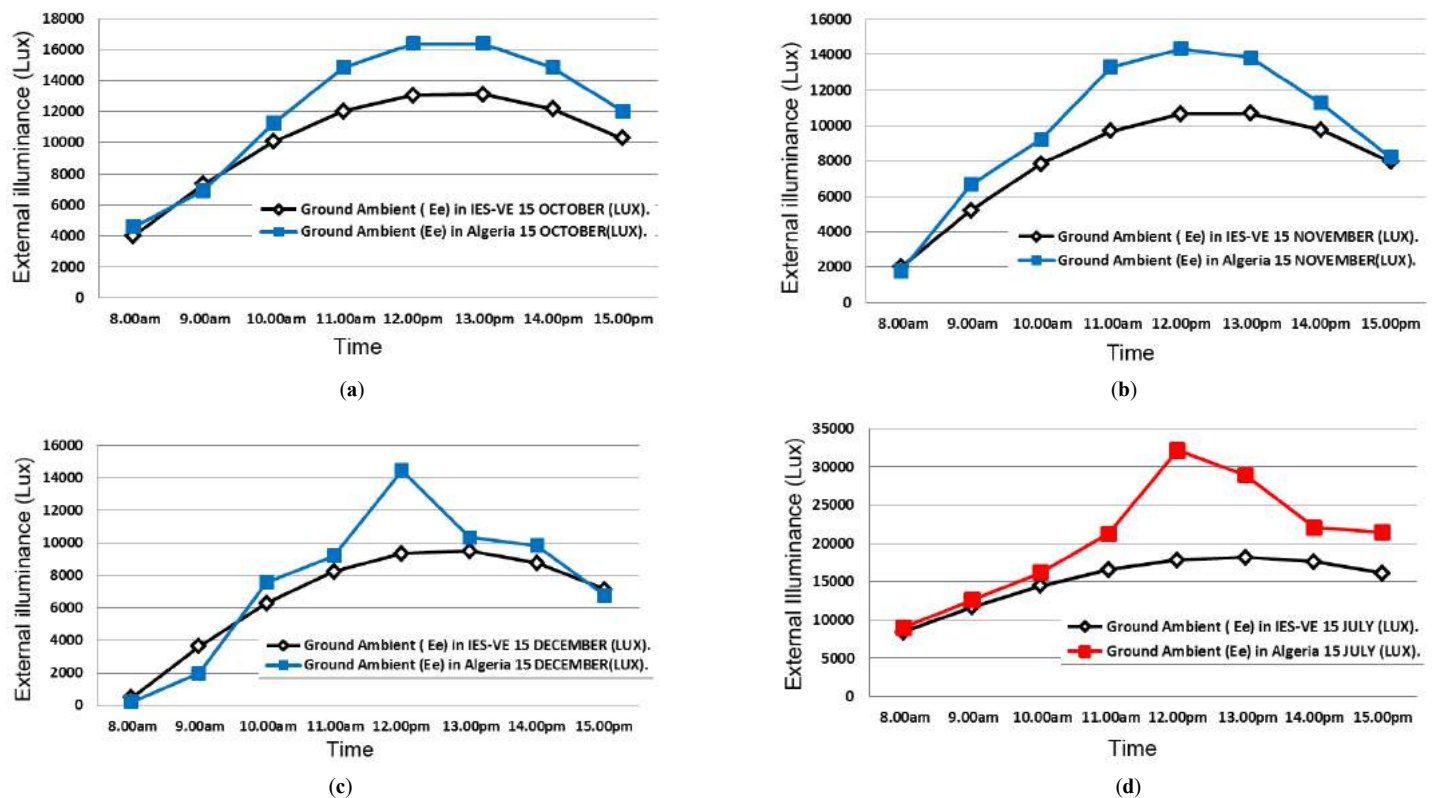 External illuminance (Lux)
18000
16000
14000
12000
10000
8000
6000
4000
2000
0
Ground Ambient ( Ee) in IES-VE 15 OCTOBER (LUX).
Ground Ambient (Ee) in Algeria 15 OCTOBER(LUX).
8.00am 9.00am 10.00am 11.00am 12.00pm 13.00pm 14.00pm 15.00pm
Time
(a)
External illuminance (Lux)
16000
14000
12000
10000
8000
6000
4000
2000
0
Ground Ambient ( Ee) in IES-VE 15 NOVEMBER (LUX).
Ground Ambient (Ee) in Algeria 15 NOVEMBER(LUX).
8.00am 9.00am 10.00am 11.00am 12.00pm 13.00pm 14.00pm 15.00pm
Time
(b)
External illuminance (Lux)
16000
14000
12000
10000
8000
6000
4000
2000
0
Ground Ambient ( Ee) in IES-VE 15 DECEMBER (LUX).
Ground Ambient (Ee) in Algeria 15 DECEMBER(LUX).
8.00am 9.00am 10.00am 11.00am 12.00pm 13.00pm 14.00pm 15.00pm
Time
(c)
External Illuminance (Lux)
35000
30000
25000
20000
15000
10000
5000
0
Ground Ambient ( Ee) in IES-VE 15 JULY (LUX).
Ground Ambient (Ee) in Algeria 15 JULY (LUX).
8.00am 9.00am 10.00am 11.00am 12.00pm 13.00pm 14.00pm 15.00pm
Time
(d)